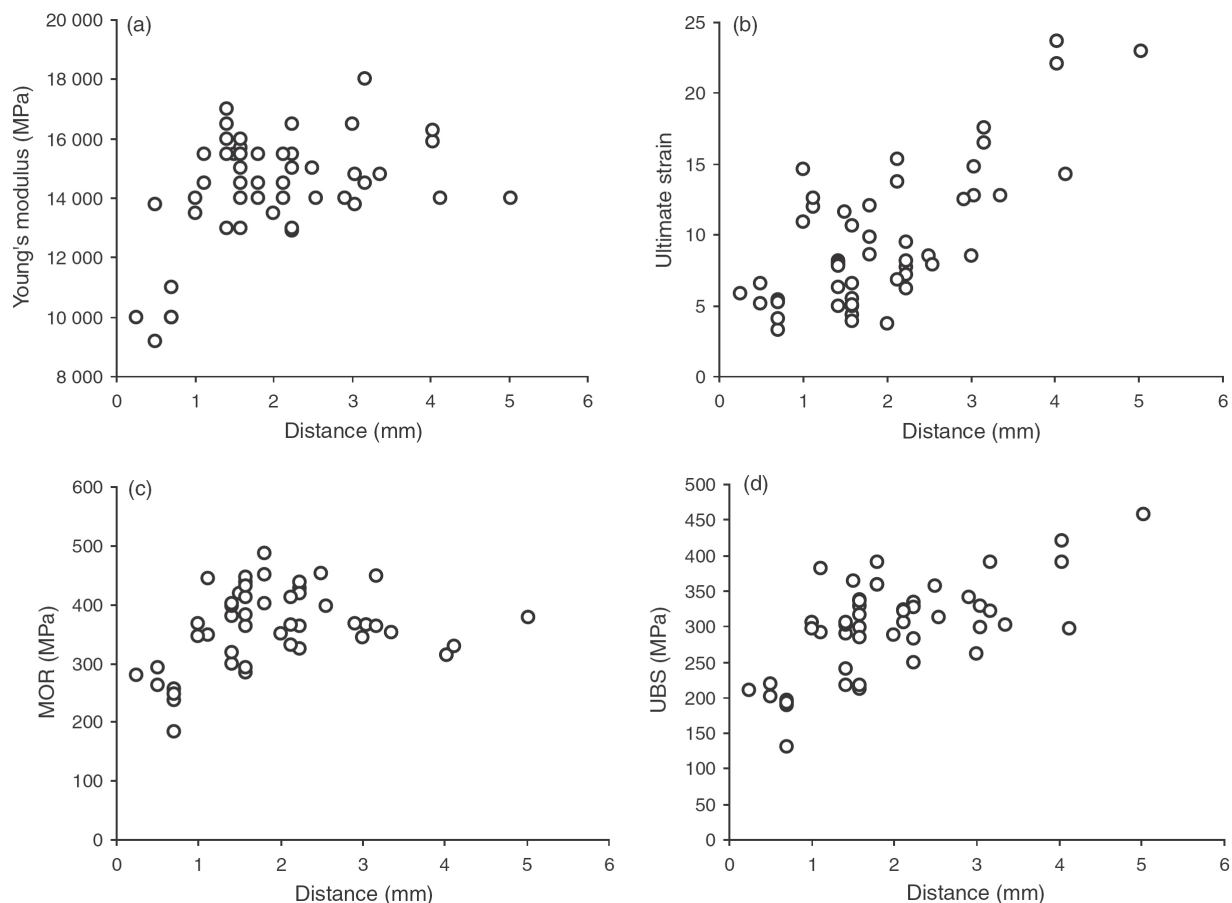 (a)
Young's modulus (MPa)
20 000
18 000
16 000
14 000
12 000
10 000
8 000
0 1 2 3 4 5 6
Distance (mm)
(b)
Ultimate strain
25
20
15
10
5
0
0 1 2 3 4 5 6
Distance (mm)
(c)
MOR (MPa)
600
500
400
300
200
100
0
0 1 2 3 4 5 6
Distance (mm)
(d)
UBS (MPa)
500
450
400
350
300
250
200
150
100
50
0
0 1 2 3 4 5 6
Distance (mm)